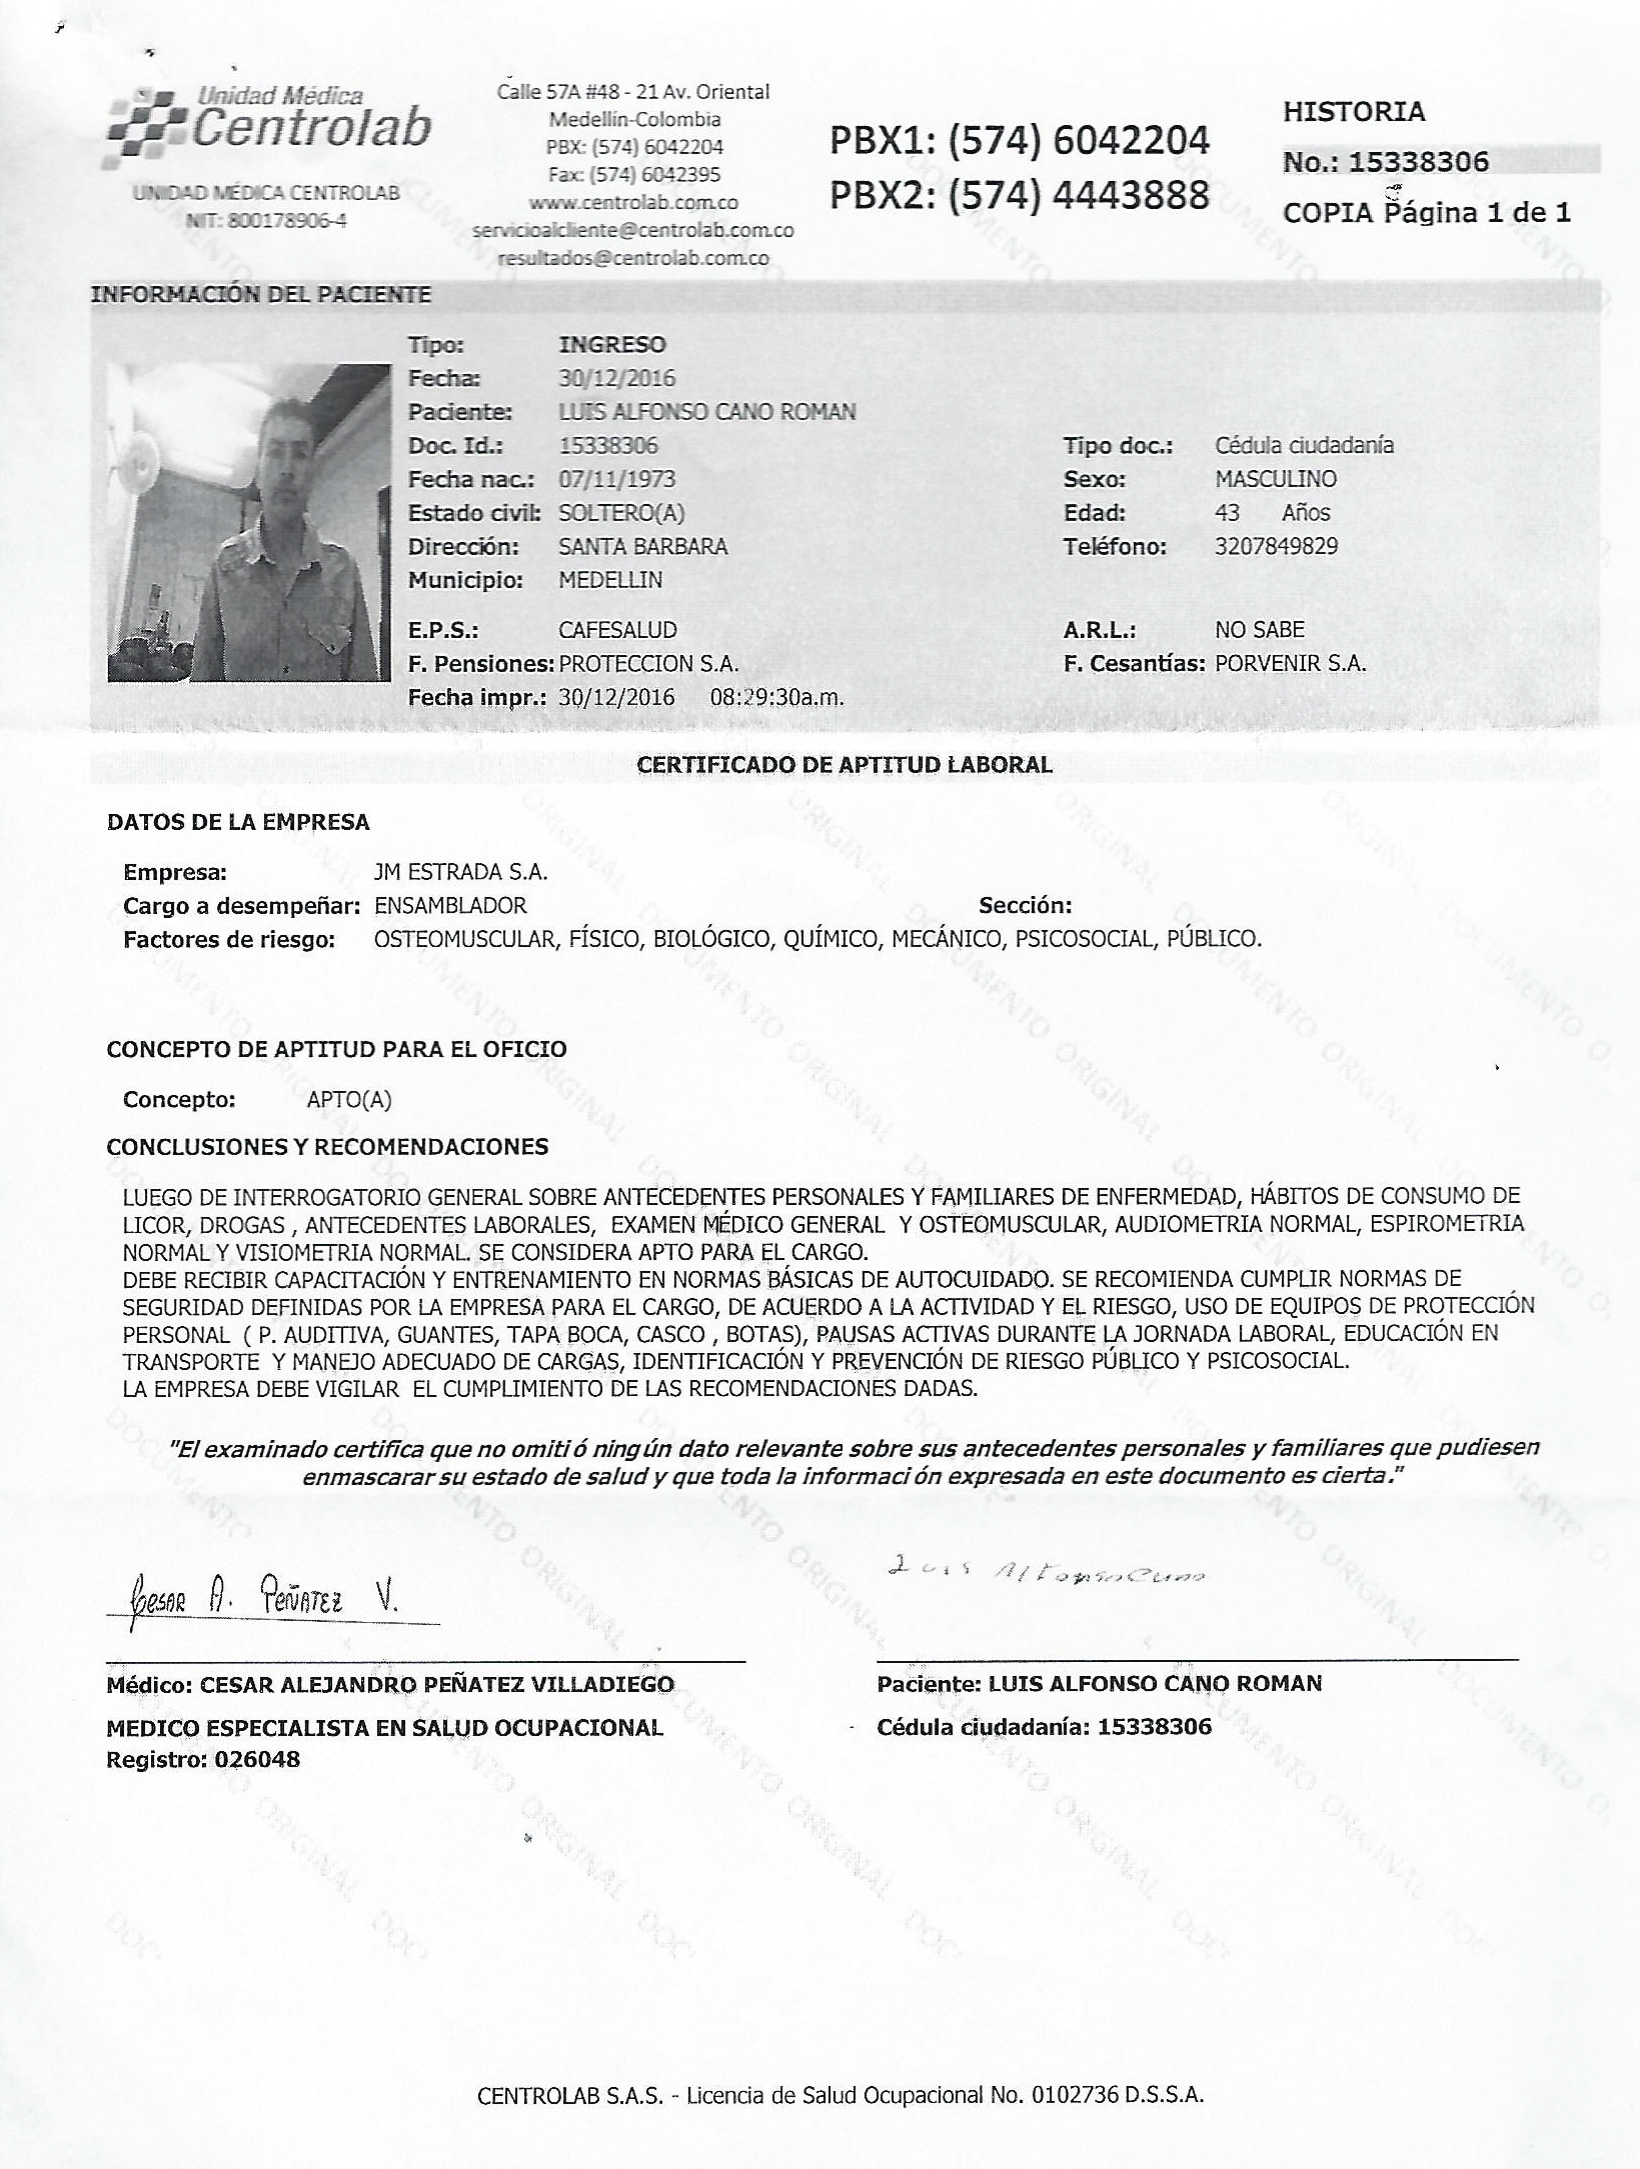 Unidad Médica
Centrolab
UNIDAD MÉDICA CENTROLAB
NIT: 800178906-4
Calle 57A #48 - 21 Av. Oriental
Medellín-Colombia
PBX: (574) 6042204
Fax: (574) 6042395
www.centrolab.com.co
servicioalcliente@centrolab.com.co
resultados@centrolab.com.co
PBX1: (574) 6042204
PBX2: (574) 4443888
HISTORIA
No.: 15338306
COPIA Página 1 de 1
INFORMACIÓN DEL PACIENTE
Tipo: INGRESO
Fecha: 30/12/2016
Paciente: LUIS ALFONSO CANO ROMAN
Doc. Id.: 15338306 Tipo doc.: Cédula ciudadanía
Fecha nac.: 07/11/1973 Sexo: MASCULINO
Estado civil: SOLTERO(A) Edad: 43 Años
Dirección: SANTA BARBARA Teléfono: 3207849829
Municipio: MEDELLIN
E.P.S.: CAFESALUD A.R.L.: NO SABE
F. Pensiones: PROTECCION S.A. F. Cesantías: PORVENIR S.A.
Fecha impr.: 30/12/2016 08:29:30a.m.
CERTIFICADO DE APTITUD LABORAL
DATOS DE LA EMPRESA
Empresa: JM ESTRADA S.A.
Cargo a desempeñar: ENSAMBLADOR Sección:
Factores de riesgo: OSTEOMUSCULAR, FÍSICO, BIOLÓGICO, QUÍMICO, MECÁNICO, PSICOSOCIAL, PÚBLICO.
CONCEPTO DE APTITUD PARA EL OFICIO
Concepto: APTO(A)
CONCLUSIONES Y RECOMENDACIONES
LUEGO DE INTERROGATORIO GENERAL SOBRE ANTECEDENTES PERSONALES Y FAMILIARES DE ENFERMEDAD, HÁBITOS DE CONSUMO DE
LICOR, DROGAS , ANTECEDENTES LABORALES, EXAMEN MÉDICO GENERAL Y OSTEOMUSCULAR, AUDIOMETRIA NORMAL, ESPIROMETRIA
NORMAL Y VISIOMETRIA NORMAL. SE CONSIDERA APTO PARA EL CARGO.
DEBE RECIBIR CAPACITACIÓN Y ENTRENAMIENTO EN NORMAS BÁSICAS DE AUTOCUIDADO. SE RECOMIENDA CUMPLIR NORMAS DE
SEGURIDAD DEFINIDAS POR LA EMPRESA PARA EL CARGO, DE ACUERDO A LA ACTIVIDAD Y EL RIESGO, USO DE EQUIPOS DE PROTECCIÓN
PERSONAL ( P. AUDITIVA, GUANTES, TAPA BOCA, CASCO , BOTAS), PAUSAS ACTIVAS DURANTE LA JORNADA LABORAL, EDUCACIÓN EN
TRANSPORTE Y MANEJO ADECUADO DE CARGAS, IDENTIFICACIÓN Y PREVENCIÓN DE RIESGO PÚBLICO Y PSICOSOCIAL.
LA EMPRESA DEBE VIGILAR EL CUMPLIMIENTO DE LAS RECOMENDACIONES DADAS.
"El examinado certifica que no omitió ningún dato relevante sobre sus antecedentes personales y familiares que pudiesen
enmascarar su estado de salud y que toda la información expresada en este documento es cierta."
Cesar A. Peñatez V.
Luis Alfonso Cano
Médico: CESAR ALEJANDRO PEÑATEZ VILLADIEGO
Paciente: LUIS ALFONSO CANO ROMAN
MEDICO ESPECIALISTA EN SALUD OCUPACIONAL
Cédula ciudadanía: 15338306
Registro: 026048
DOCUMENTO ORIGINAL
CENTROLAB S.A.S. - Licencia de Salud Ocupacional No. 0102736 D.S.S.A.